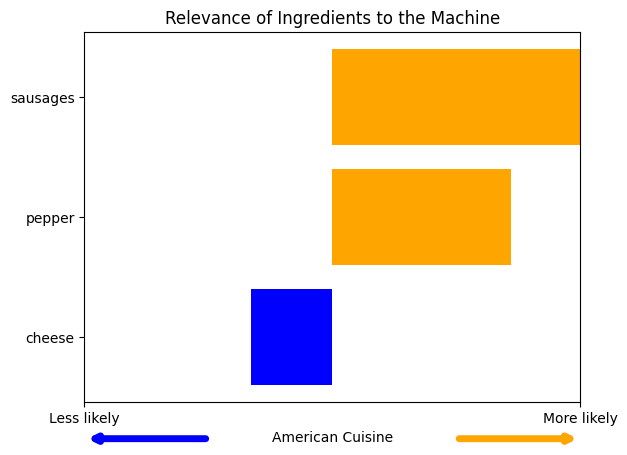 Relevance of Ingredients to the Machine
sausages
pepper
cheese
Less likely
More likely
American Cuisine